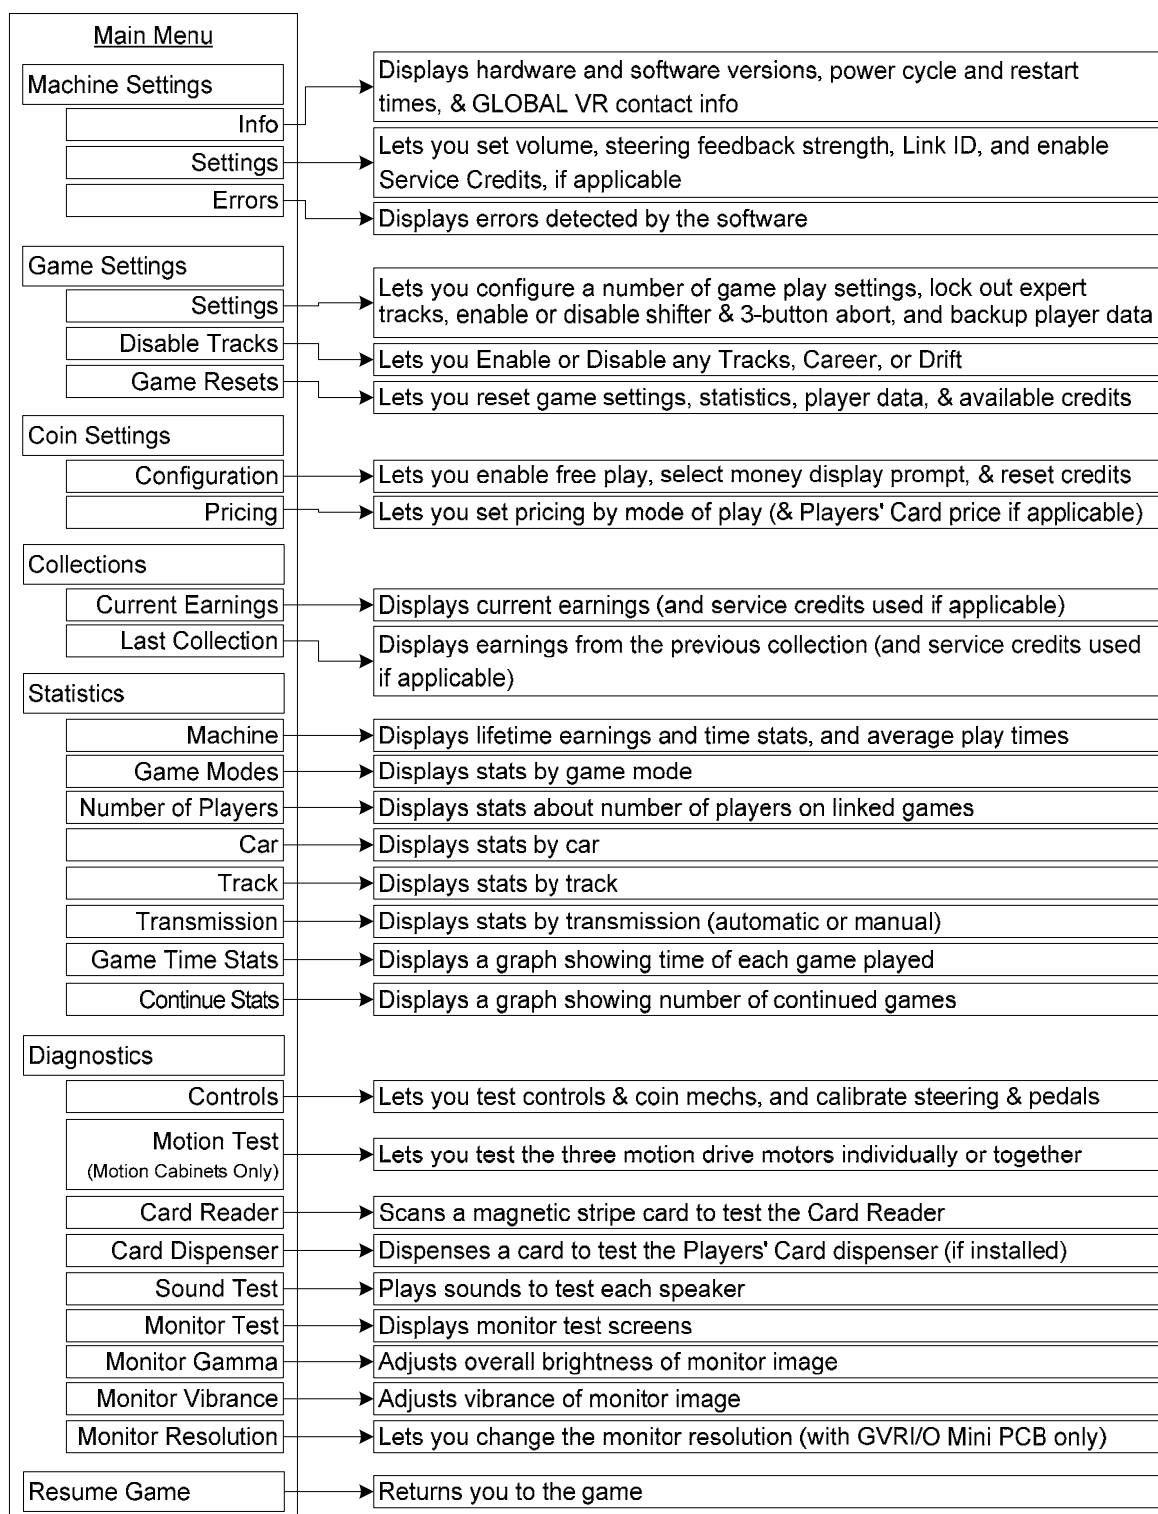 Main Menu
Machine Settings
Info
Displays hardware and software versions, power cycle and restart
times, & GLOBAL VR contact info
Settings
Lets you set volume, steering feedback strength, Link ID, and enable
Service Credits, if applicable
Errors
Displays errors detected by the software
Game Settings
Settings
Lets you configure a number of game play settings, lock out expert
tracks, enable or disable shifter & 3-button abort, and backup player data
Disable Tracks
Lets you Enable or Disable any Tracks, Career, or Drift
Game Resets
Lets you reset game settings, statistics, player data, & available credits
Coin Settings
Configuration
Lets you enable free play, select money display prompt, & reset credits
Pricing
Lets you set pricing by mode of play (& Players' Card price if applicable)
Collections
Current Earnings
Displays current earnings (and service credits used if applicable)
Last Collection
Displays earnings from the previous collection (and service credits used
if applicable)
Statistics
Machine
Displays lifetime earnings and time stats, and average play times
Game Modes
Displays stats by game mode
Number of Players
Displays stats about number of players on linked games
Car
Displays stats by car
Track
Displays stats by track
Transmission
Displays stats by transmission (automatic or manual)
Game Time Stats
Displays a graph showing time of each game played
Continue Stats
Displays a graph showing number of continued games
Diagnostics
Controls
Lets you test controls & coin mechs, and calibrate steering & pedals
Motion Test
(Motion Cabinets Only)
Lets you test the three motion drive motors individually or together
Card Reader
Scans a magnetic stripe card to test the Card Reader
Card Dispenser
Dispenses a card to test the Players' Card dispenser (if installed)
Sound Test
Plays sounds to test each speaker
Monitor Test
Displays monitor test screens
Monitor Gamma
Adjusts overall brightness of monitor image
Monitor Vibrance
Adjusts vibrance of monitor image
Monitor Resolution
Lets you change the monitor resolution (with GVRI/O Mini PCB only)
Resume Game
Returns you to the game